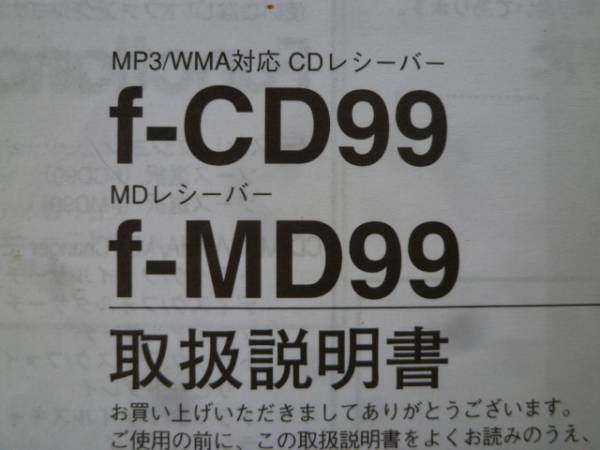 MP3/WMA対応 CDレシーバー
f-CD99
MDレシーバー
f-MD99
取扱説明書
お買い上げいただきましてありがとうございます。
ご使用の前に、この取扱説明書をよくお読みのうえ、